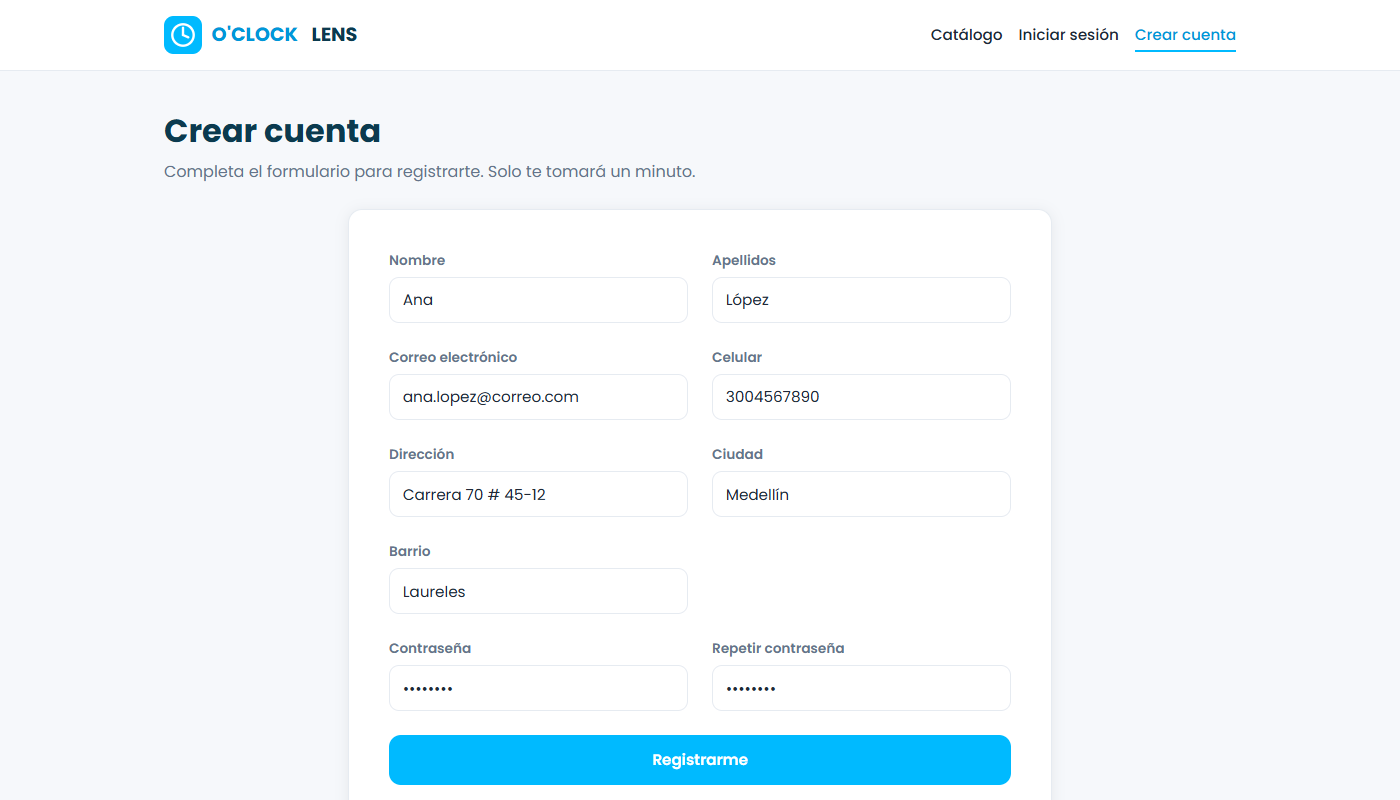 O'CLOCK LENS
Catálogo Iniciar sesión Crear cuenta
Crear cuenta
Completa el formulario para registrarte. Solo te tomará un minuto.
Nombre Apellidos
Ana López
Correo electrónico Celular
ana.lopez@correo.com 3004567890
Dirección Ciudad
Carrera 70 # 45-12 Medellín
Barrio
Laureles
Contraseña Repetir contraseña
•••••••• ••••••••
Registrarme